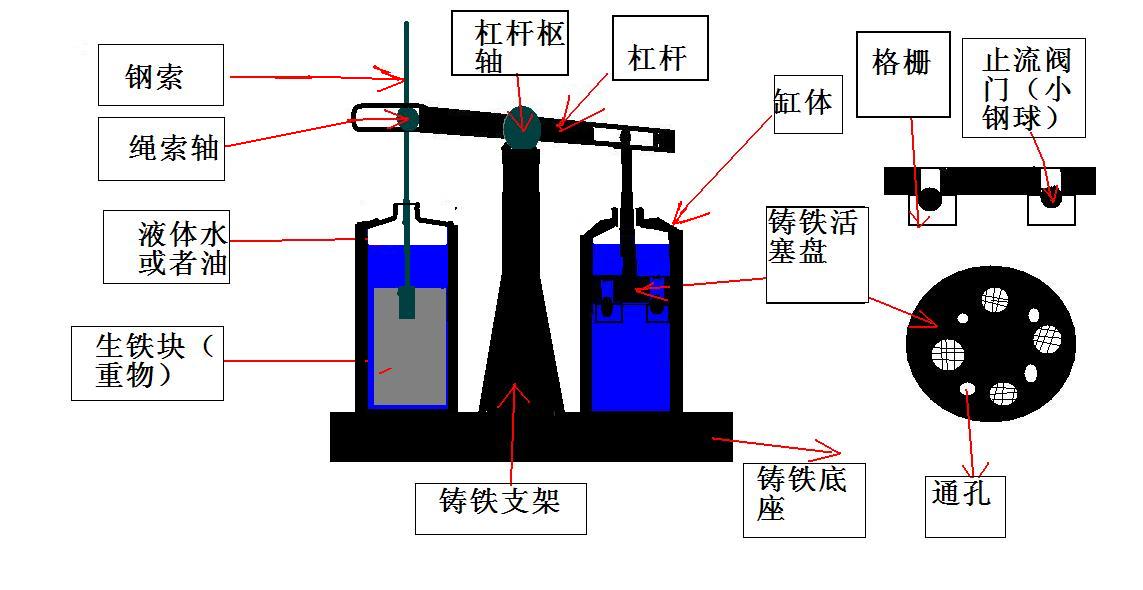 钢索
绳索轴
液体水
或者油
生铁块（
重物）
杠杆枢
轴
杠杆
缸体
格栅
止流阀
门（小
钢球）
铸铁活
塞盘
铸铁支架
铸铁底
座
通孔